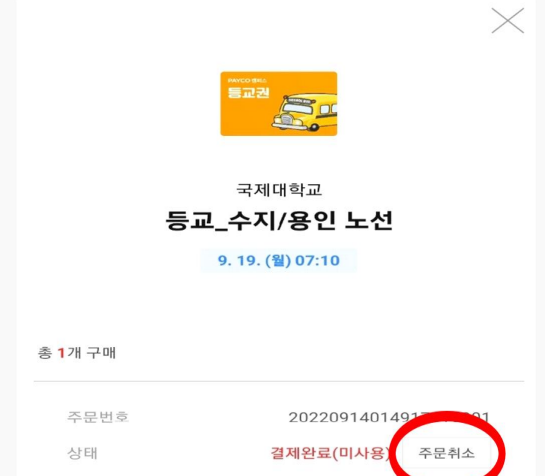 PAYCO 캠퍼스
등교권
국제대학교
등교_수지/용인 노선
9. 19. (월) 07:10
총 1개 구매
주문번호
상태 결제완료(미사용) 주문취소